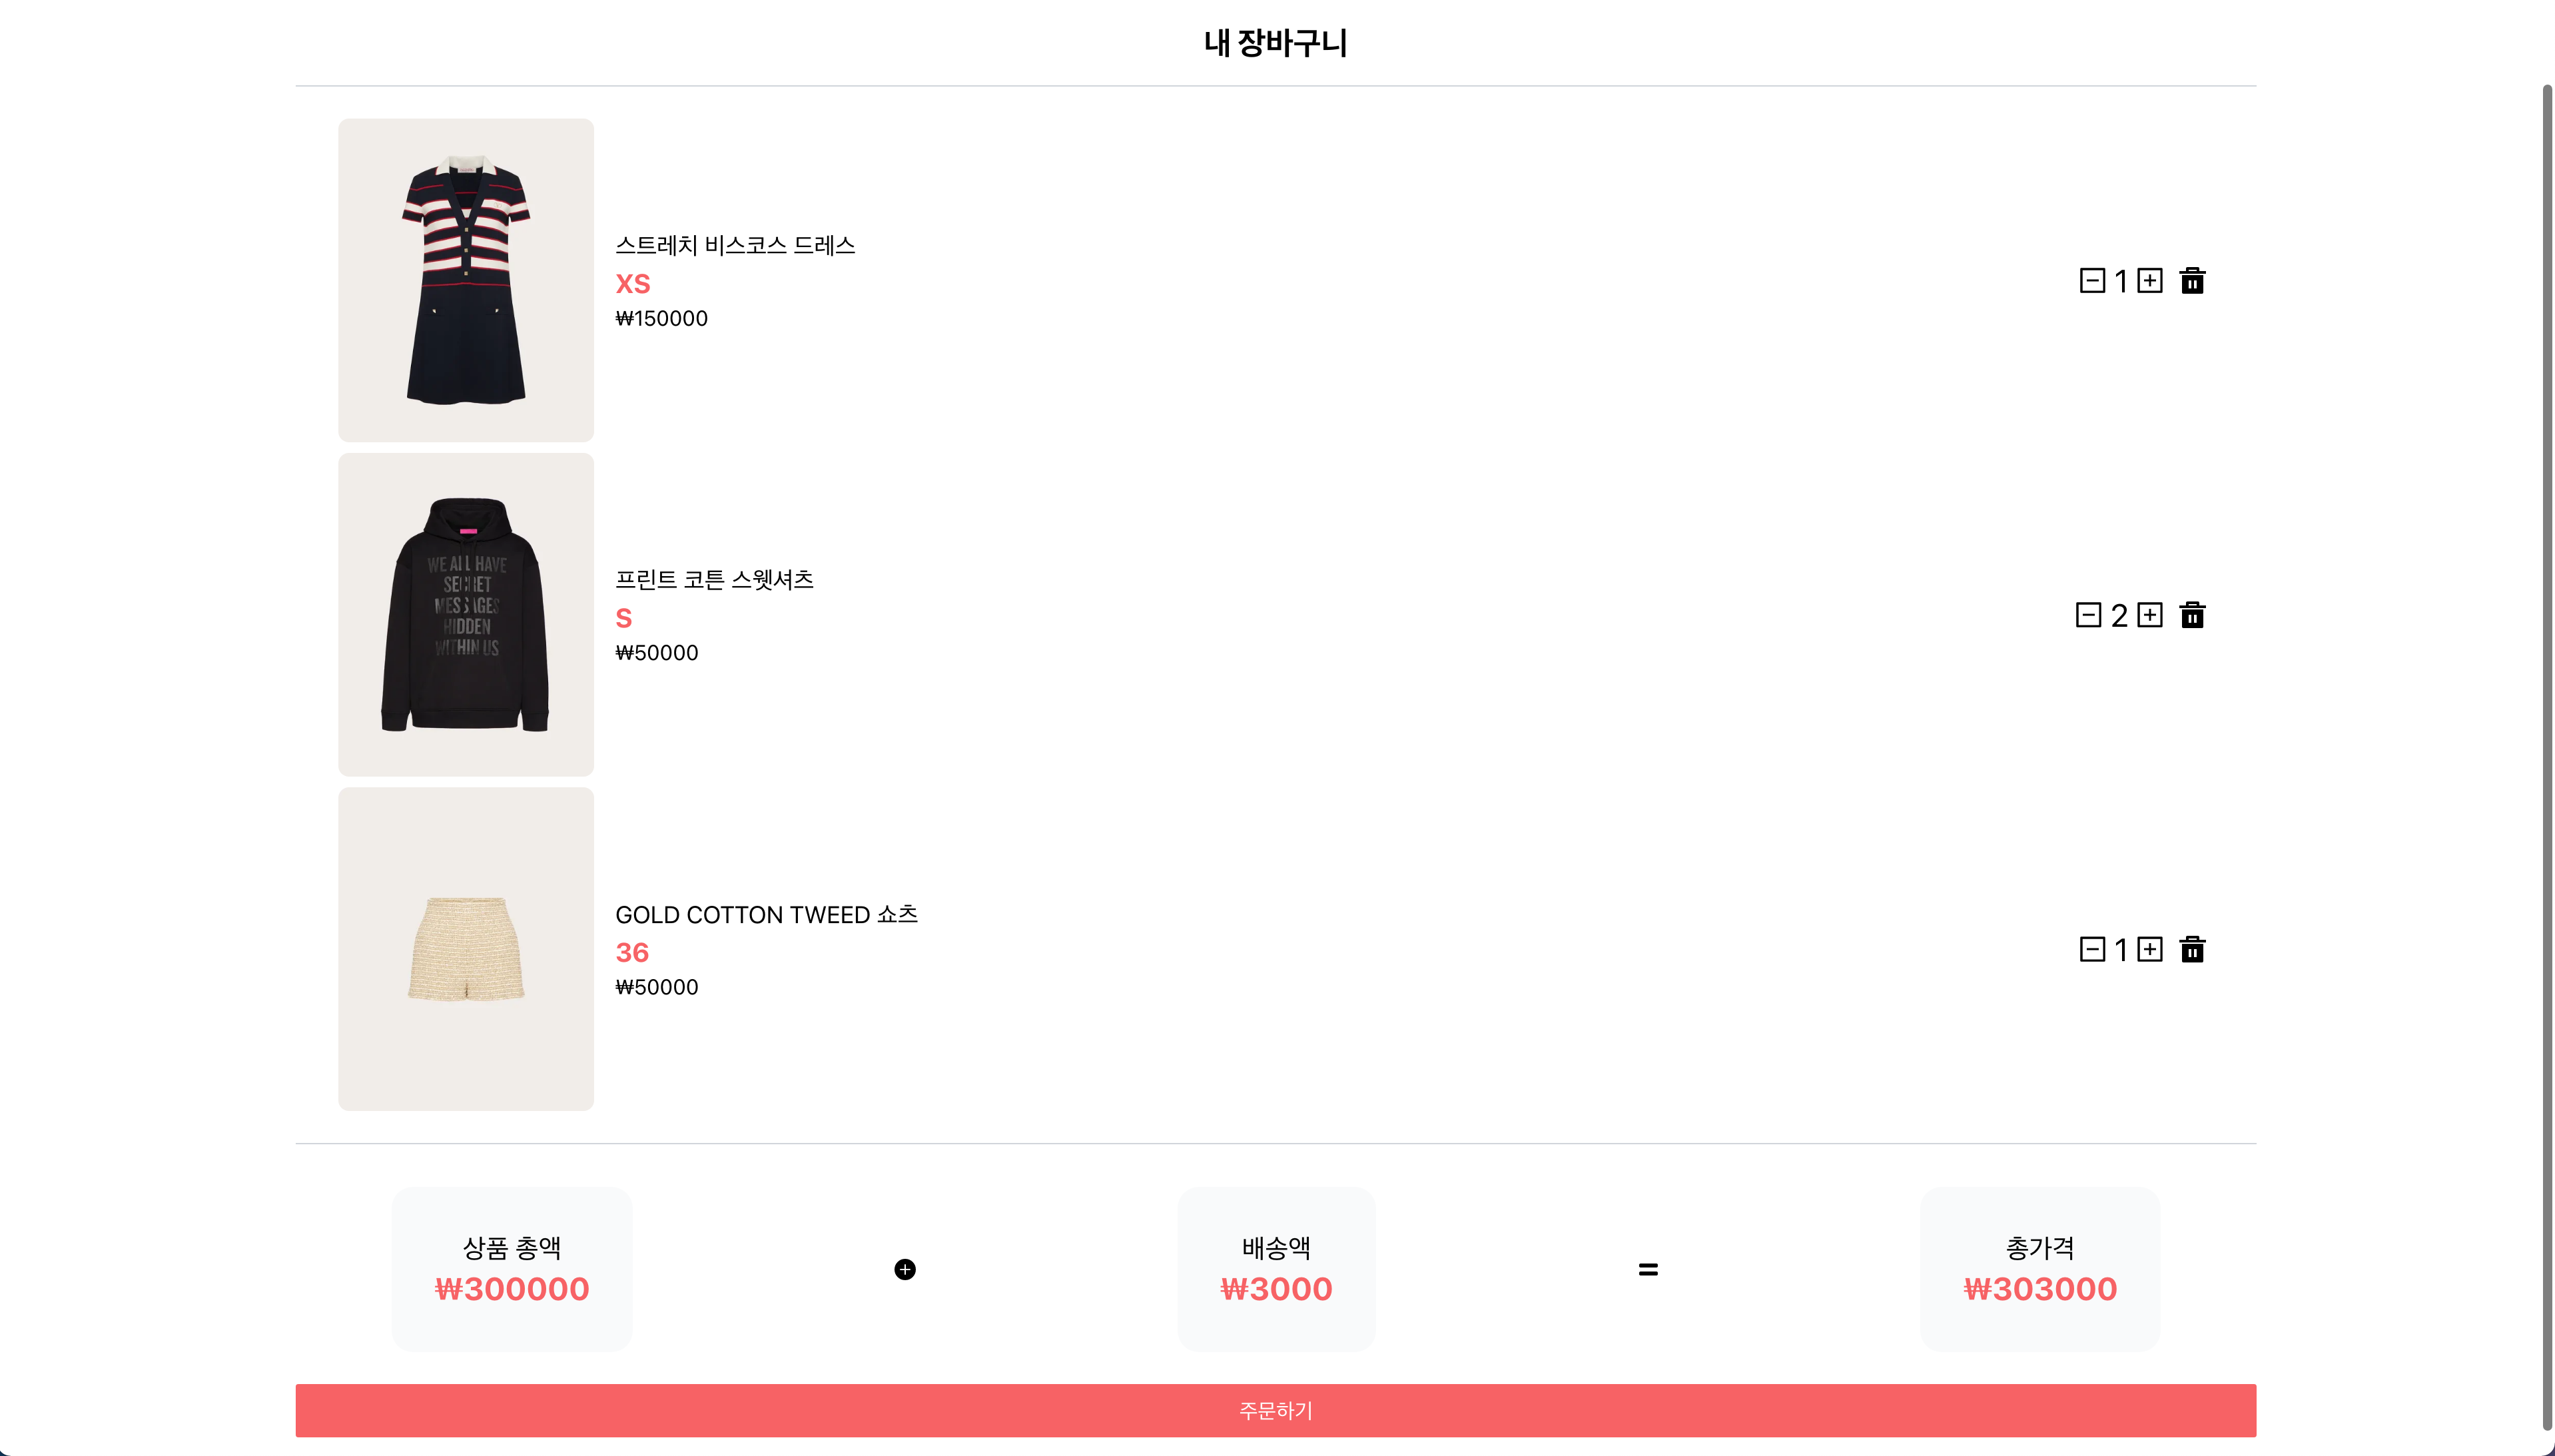 내 장바구니
스트레치 비스코스 드레스
XS
₩150000
1
WE ALL HAVE
SECRET
MESSAGES
HIDDEN
WITHIN US
프린트 코튼 스웻셔츠
S
₩50000
2
GOLD COTTON TWEED 쇼츠
36
₩50000
1
상품 총액
₩300000
+
배송액
₩3000
=
총가격
₩303000
주문하기